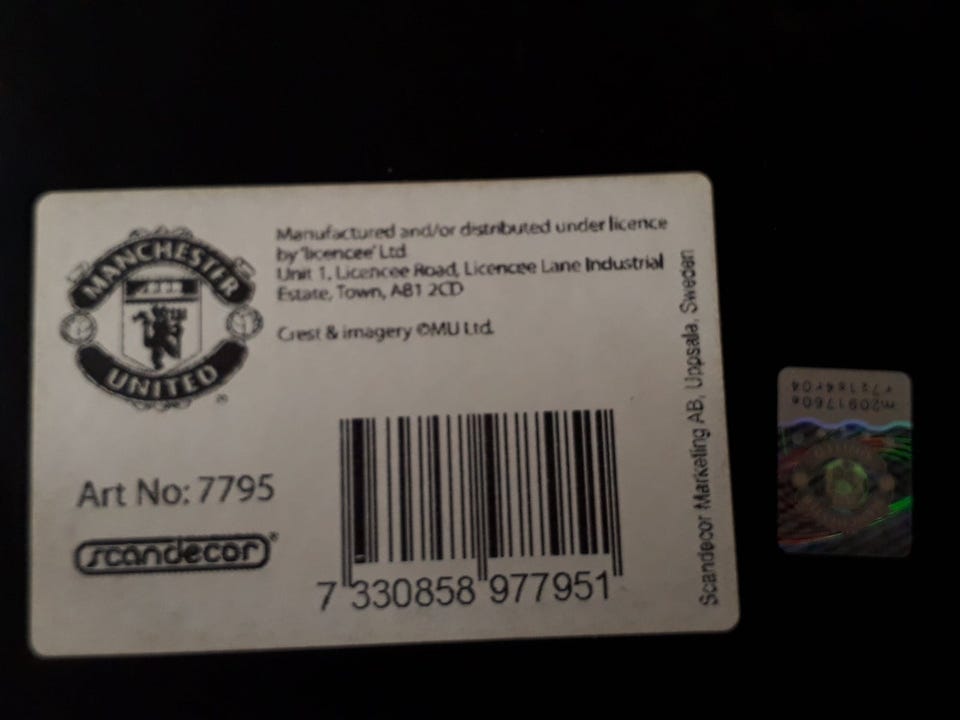 MANCHESTER
UNITED
Manufactured and/or distributed under licence
by 'licencee' Ltd
Unit 1, Licencee Road, Licencee Lane Industrial
Estate, Town, AB1 2CD
Crest & imagery ©MU Ltd.
Art No: 7795
scandecor®
7 330858 977951
Scandecor Marketing AB, Uppsala, Sweden